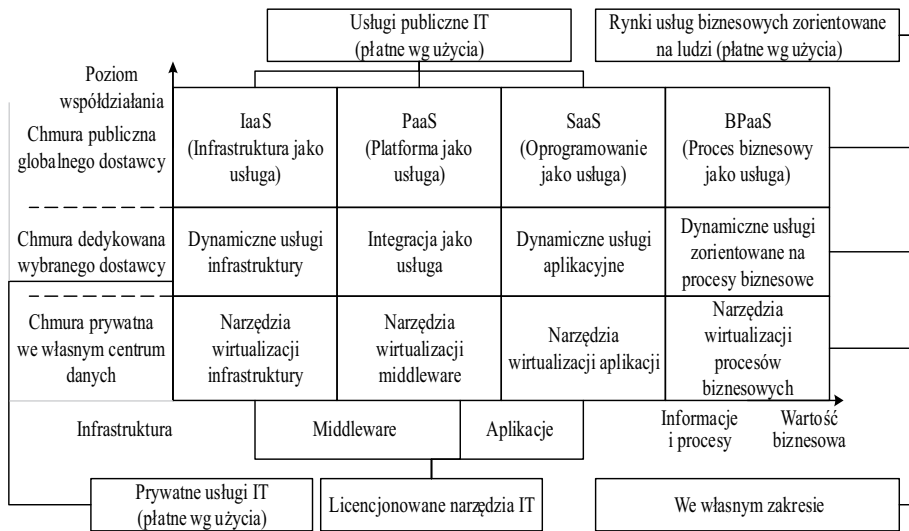 Usługi publiczne IT
(płatne wg użycia)
Rynki usług biznesowych zorientowane
na ludzi (płatne wg użycia)
Poziom
współdziałania
Chmura publiczna
globalnego dostawcy
IaaS
(Infrastruktura jako
usługa)
PaaS
(Platforma jako
usługa)
SaaS
(Oprogramowanie
jako usługa)
BPaaS
(Proces biznesowy
jako usługa)
Chmura dedykowana
wybranego dostawcy
Dynamiczne usługi
infrastruktury
Integracja jako
usługa
Dynamiczne usługi
aplikacyjne
Dynamiczne usługi
zorientowane na
procesy biznesowe
Chmura prywatna
we własnym centrum
danych
Narzędzia
wirtualizacji
infrastruktury
Narzędzia
wirtualizacji
middleware
Narzędzia
wirtualizacji aplikacji
Narzędzia
wirtualizacji
procesów
biznesowych
Infrastruktura
Middleware
Aplikacje
Informacje
i procesy
Wartość
biznesowa
Prywatne usługi IT
(płatne wg użycia)
Licencjonowane narzędzia IT
We własnym zakresie